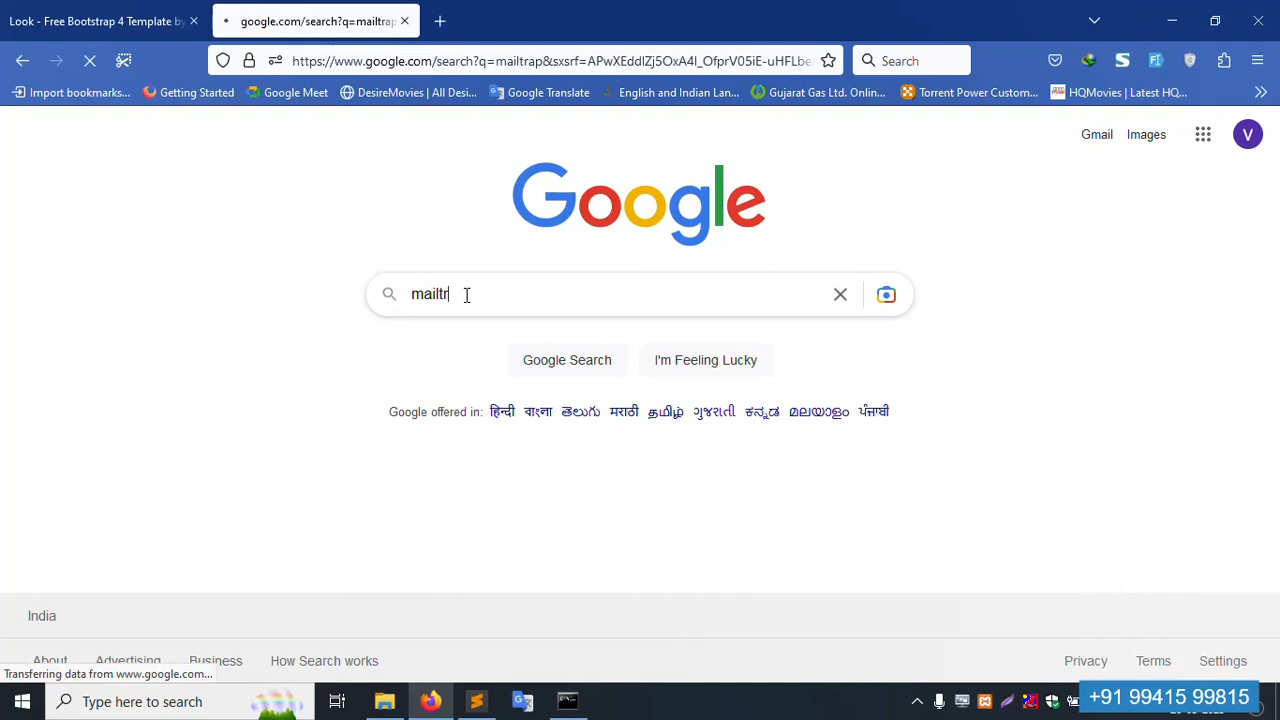 Look - Free Bootstrap 4 Template by
google.com/search?q=mailtrap
https://www.google.com/search?q=mailtrap&sxsrf=APwXEddlZj5OxA4l_OfprV05iE-uHFLbe
Search
Import bookmarks...
Getting Started
Google Meet
DesireMovies | All Desi...
Google Translate
English and Indian Lan...
Gujarat Gas Ltd. Onlin...
Torrent Power Custom...
HQMovies | Latest HQ...
Gmail
Images
V
Google
mailtr
Google Search
I'm Feeling Lucky
Google offered in: हिन्दी বাংলা తెలుగు मराठी தமிழ் ગુજરાતી ಕನ್ನಡ മലയാളം ਪੰਜਾਬੀ
India
About
Advertising
Business
How Search works
Privacy
Terms
Settings
Transferring data from www.google.com...
Type here to search
+91 99415 99815